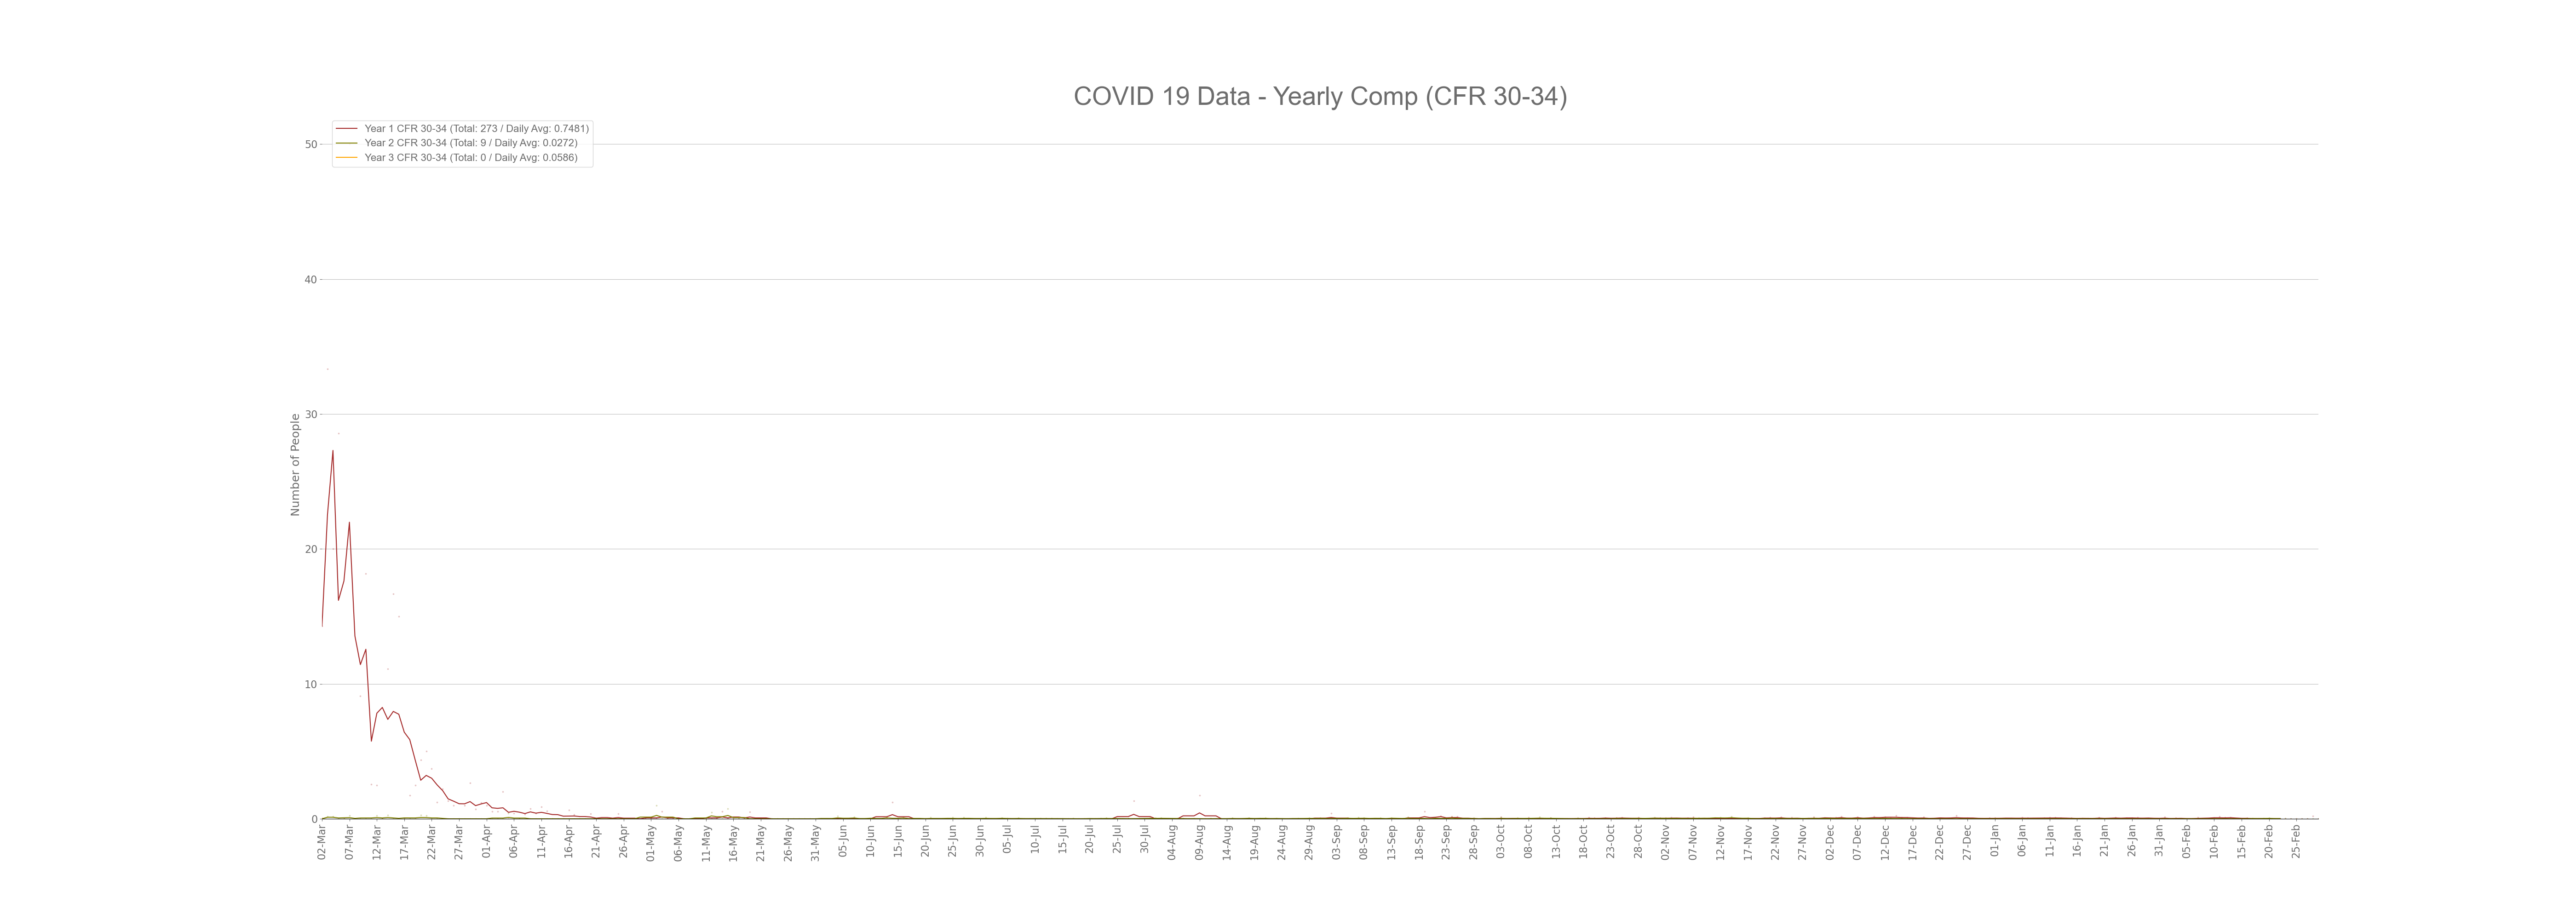 COVID 19 Data - Yearly Comp (CFR 30-34)
Year 1 CFR 30-34 (Total: 273 / Daily Avg: 0.7481)
Year 2 CFR 30-34 (Total: 9 / Daily Avg: 0.0272)
Year 3 CFR 30-34 (Total: 0 / Daily Avg: 0.0586)
Number of People
50
40
30
20
10
0
02-Mar
07-Mar
12-Mar
17-Mar
22-Mar
27-Mar
01-Apr
06-Apr
11-Apr
16-Apr
21-Apr
26-Apr
01-May
06-May
11-May
16-May
21-May
26-May
31-May
05-Jun
10-Jun
15-Jun
20-Jun
25-Jun
30-Jun
05-Jul
10-Jul
15-Jul
20-Jul
25-Jul
30-Jul
04-Aug
09-Aug
14-Aug
19-Aug
24-Aug
29-Aug
03-Sep
08-Sep
13-Sep
18-Sep
23-Sep
28-Sep
03-Oct
08-Oct
13-Oct
18-Oct
23-Oct
28-Oct
02-Nov
07-Nov
12-Nov
17-Nov
22-Nov
27-Nov
02-Dec
07-Dec
12-Dec
17-Dec
22-Dec
27-Dec
01-Jan
06-Jan
11-Jan
16-Jan
21-Jan
26-Jan
31-Jan
05-Feb
10-Feb
15-Feb
20-Feb
25-Feb